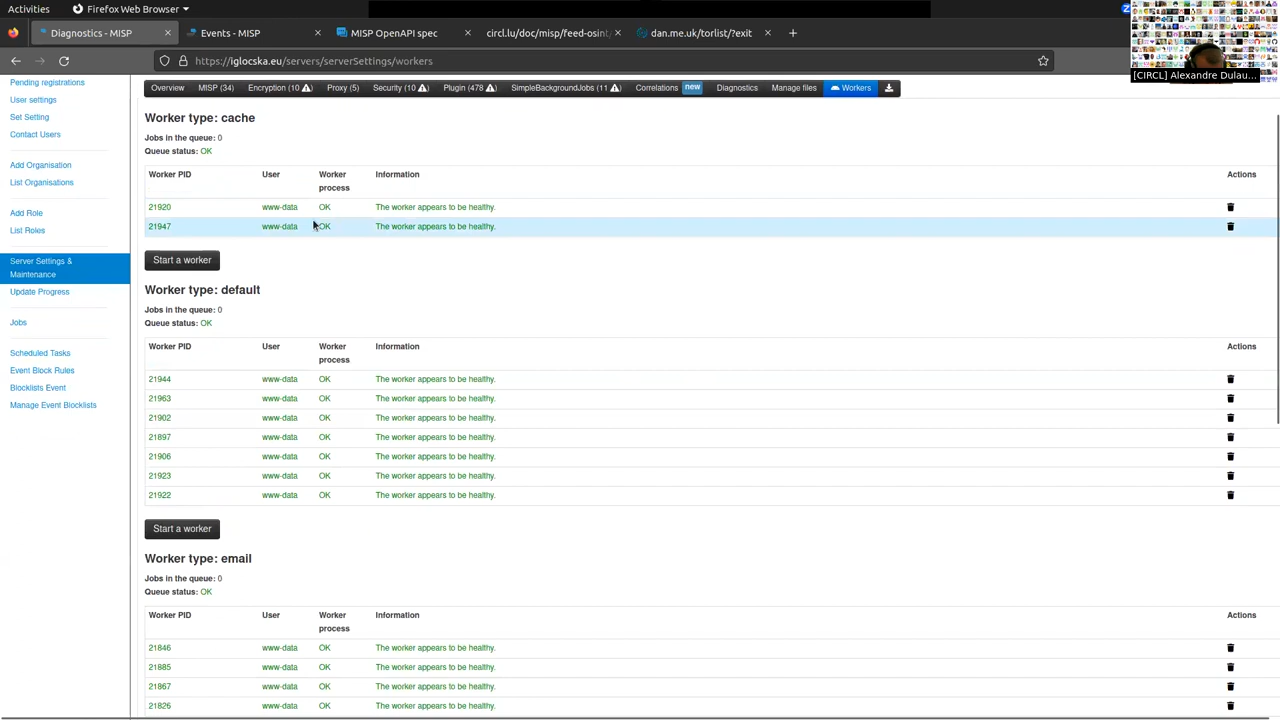 Activities
Firefox Web Browser
Diagnostics - MISP
Events - MISP
MISP OpenAPI spec
dan.me.uk/torlist/?exit
https://iglocska.eu/servers/serverSettings/workers
[CIRCL] Alexandre Dulau...
Pending registrations
User settings
Set Setting
Contact Users
Add Organisation
List Organisations
Add Role
List Roles
Server Settings &
Maintenance
Update Progress
Jobs
Scheduled Tasks
Event Block Rules
Blocklists Event
Manage Event Blocklists
Overview
MISP (34)
Encryption (10)
Proxy (5)
Security (10)
Plugin (478)
SimpleBackgroundJobs (11)
Correlations new
Diagnostics
Manage files
Workers
Worker type: cache
Jobs in the queue: 0
Queue status: OK
Worker PID User Worker process Information Actions
21920 www-data OK The worker appears to be healthy.
21947 www-data OK The worker appears to be healthy.
Start a worker
Worker type: default
Jobs in the queue: 0
Queue status: OK
Worker PID User Worker process Information Actions
21944 www-data OK The worker appears to be healthy.
21963 www-data OK The worker appears to be healthy.
21902 www-data OK The worker appears to be healthy.
21897 www-data OK The worker appears to be healthy.
21906 www-data OK The worker appears to be healthy.
21923 www-data OK The worker appears to be healthy.
21922 www-data OK The worker appears to be healthy.
Start a worker
Worker type: email
Jobs in the queue: 0
Queue status: OK
Worker PID User Worker process Information Actions
21846 www-data OK The worker appears to be healthy.
21885 www-data OK The worker appears to be healthy.
21867 www-data OK The worker appears to be healthy.
21826 www-data OK The worker appears to be healthy.